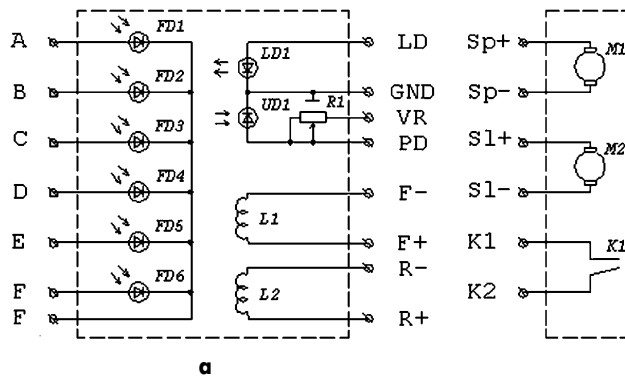 A FD1 LD1 LD Sp+ M1
B FD2 UD1 R1 GND Sp-
VR
C FD3 PD Sl+ M2
D FD4 F- Sl-
L1
E FD5 F+ K1 K1
R-
F FD6 L2 K2
F R+
a